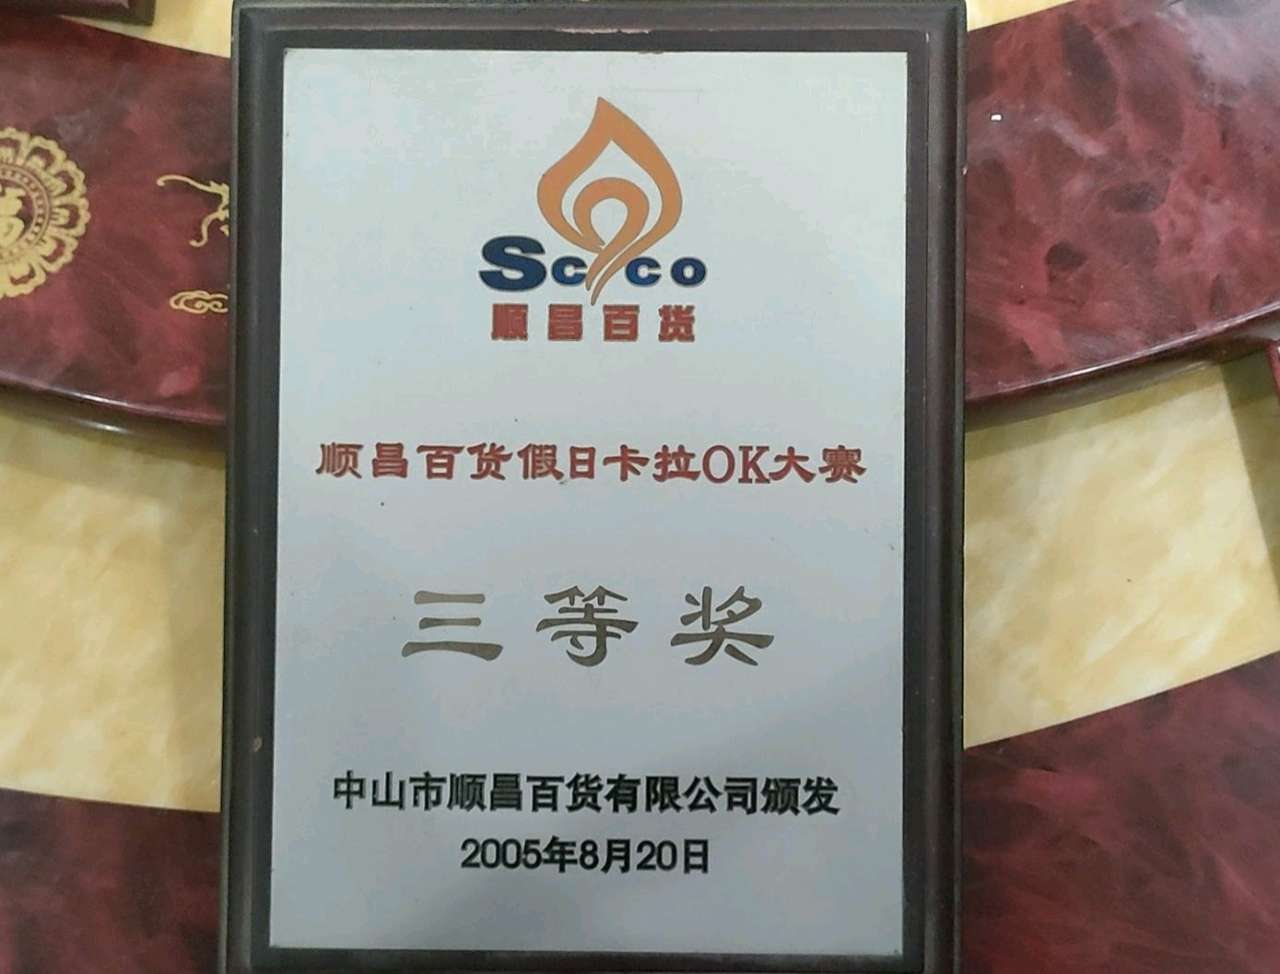 Scco
顺昌百货
顺昌百货假日卡拉OK大赛
三等奖
中山市顺昌百货有限公司颁发
2005年8月20日